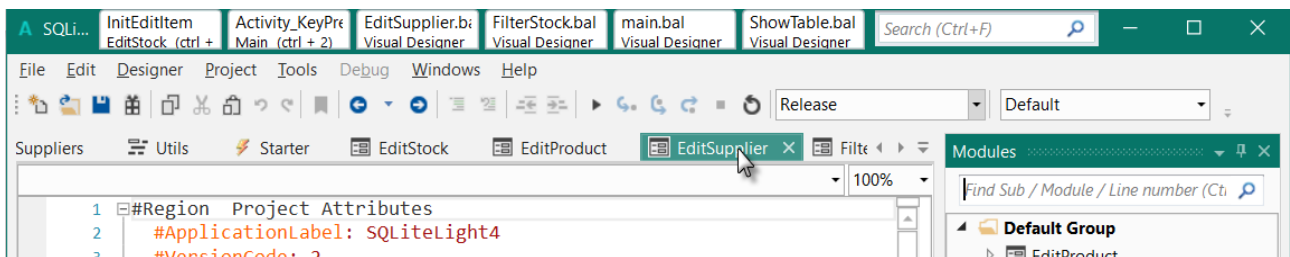 A SQLi... InitEditItem Activity_KeyPre EditSupplier.ba FilterStock.bal main.bal ShowTable.bal Search (Ctrl+F)
EditStock (ctrl + Main (ctrl + 2) Visual Designer Visual Designer Visual Designer Visual Designer
File Edit Designer Project Tools Debug Windows Help
Release Default
Suppliers Utils Starter EditStock EditProduct EditSupplier Filte Modules
100% Find Sub / Module / Line number (Ctrl
1 #Region Project Attributes
2 #ApplicationLabel: SQLiteLight4
3 #VersionCode: 2
Default Group
EditProduct